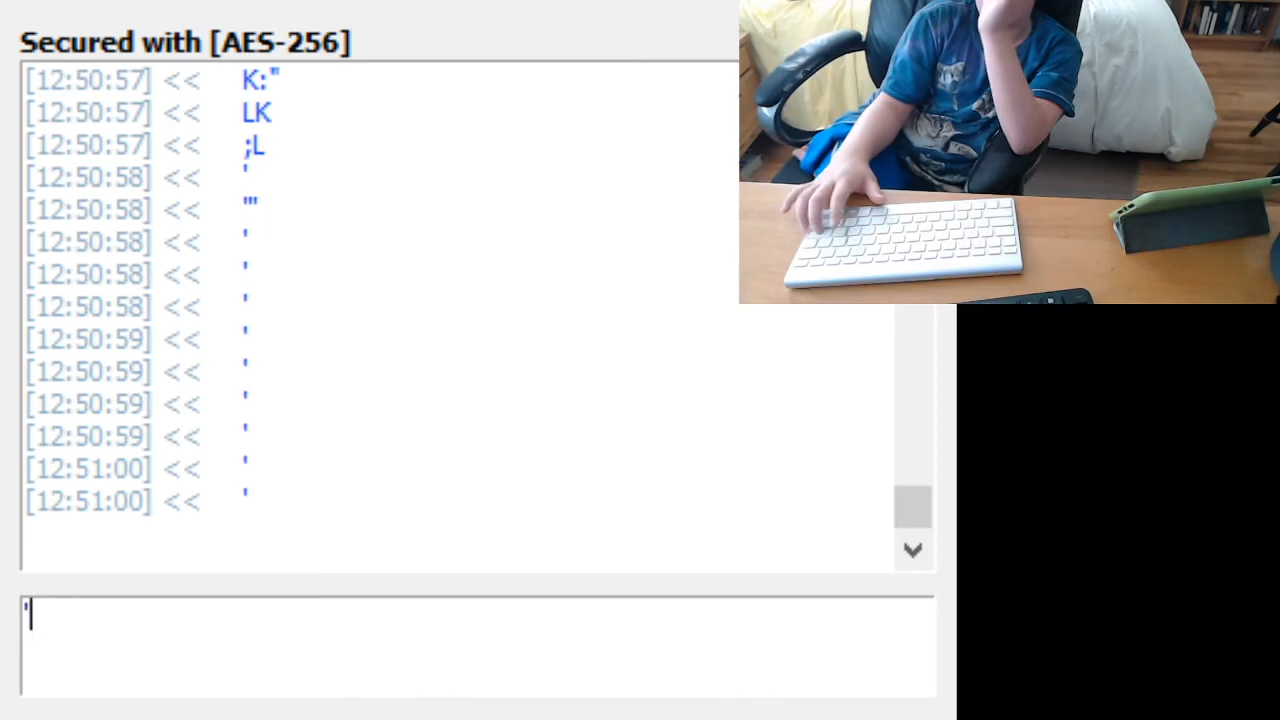 Secured with [AES-256]
[12:50:57] << K:"
[12:50:57] << LK
[12:50:57] << ;L
[12:50:58] << '
[12:50:58] << '"
[12:50:58] << '
[12:50:58] << '
[12:50:58] << '
[12:50:59] << '
[12:50:59] << '
[12:50:59] << '
[12:50:59] << '
[12:51:00] << '
[12:51:00] << '
'